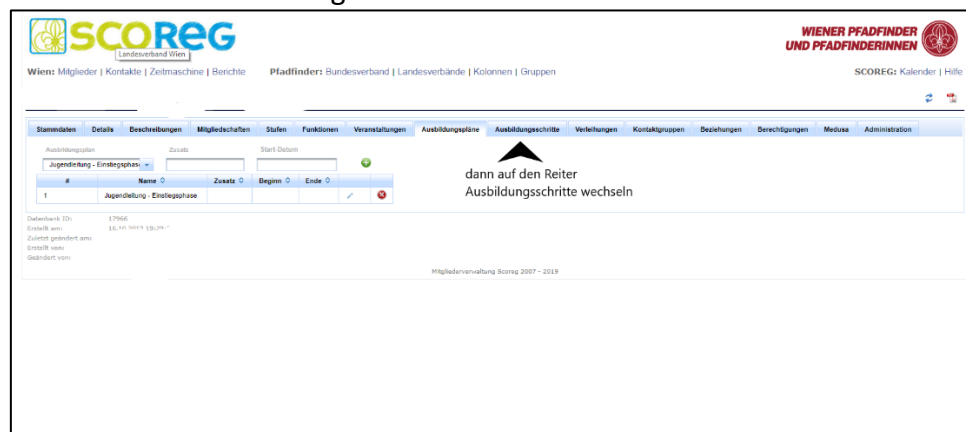 SCOREG
Landesverband Wien
WIENER PFADFINDER
UND PFADFINDERINNEN
Wien: Mitglieder | Kontakte | Zeitmaschine | Berichte Pfadfinder: Bundesverband | Landesverbände | Kolonnen | Gruppen SCOREG: Kalender | Hilfe
Stammdaten Details Beschreibungen Mitgliedschaften Stufen Funktionen Veranstaltungen Ausbildungspläne Ausbildungsschritte Verleihungen Kontaktgruppen Beziehungen Berechtigungen Medusa Administration
Ausbildungsplan Zusatz Start-Datum
Jugendleitung - Einstiegsphas
# Name Zusatz Beginn Ende
1 Jugendleitung - Einstiegsphase
dann auf den Reiter
Ausbildungsschritte wechseln
Datenbank ID: 17966
Erstellt am:
Zuletzt geändert am:
Erstellt von:
Geändert von:
Mitgliederverwaltung Scoreg 2007 - 2019